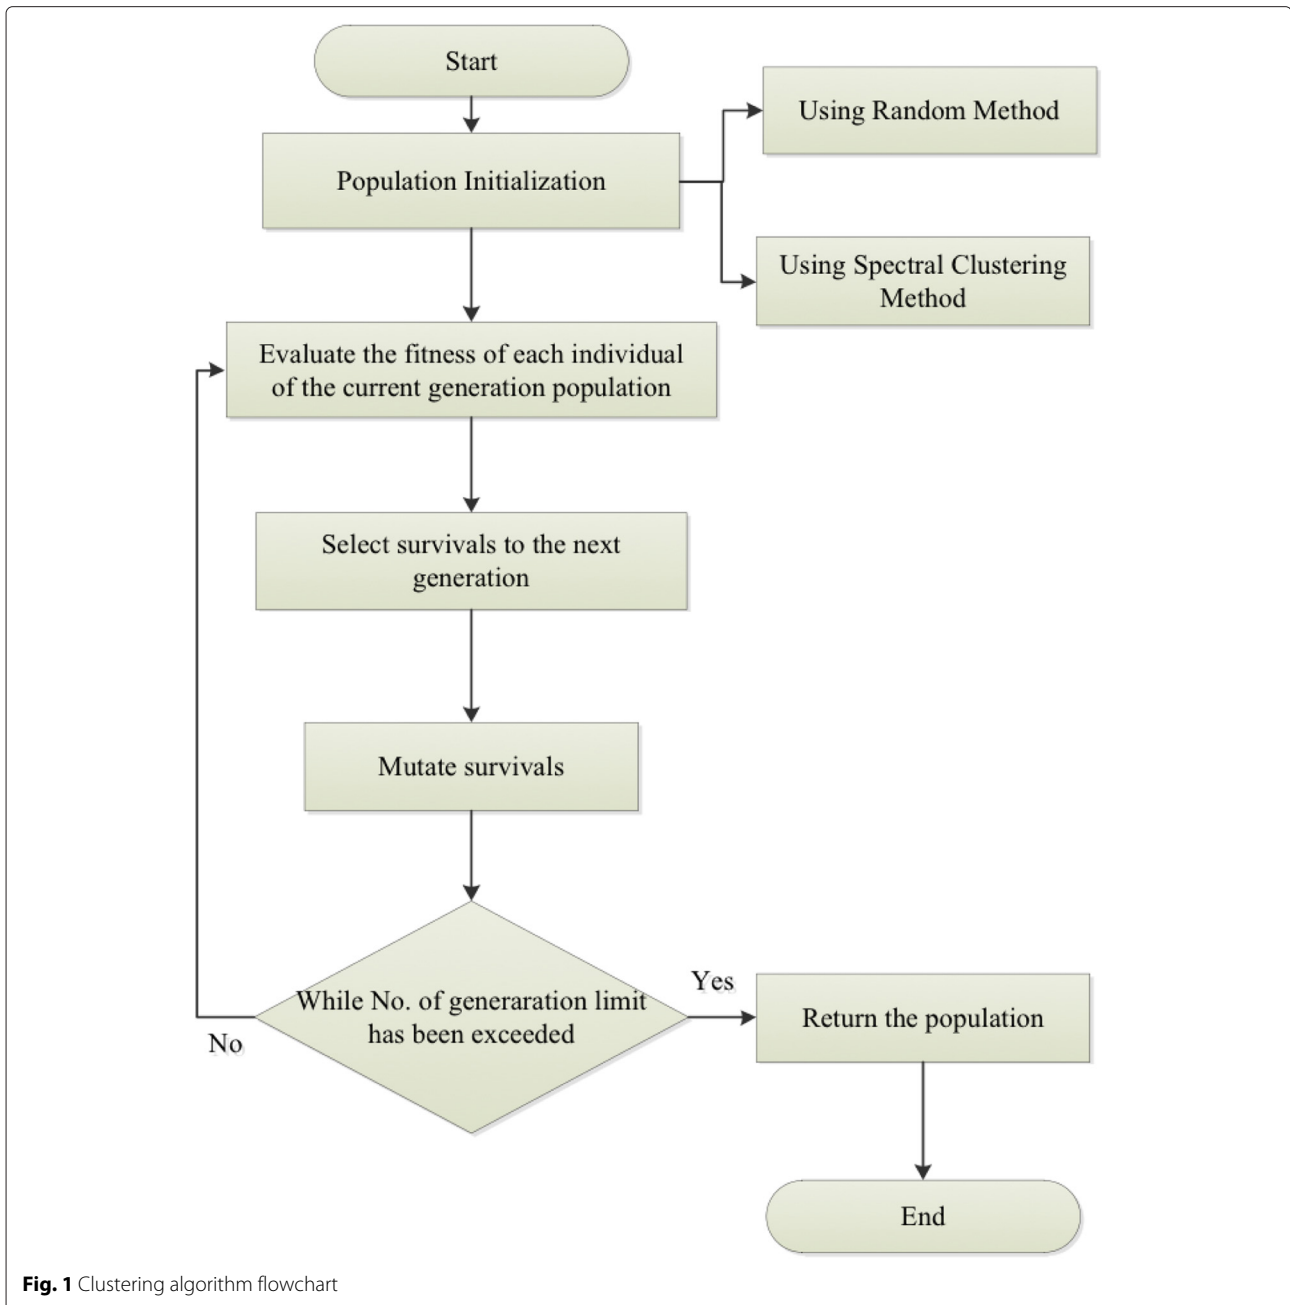 Start
Using Random Method
Population Initialization
Using Spectral Clustering
Method
Evaluate the fitness of each individual
of the current generation population
Select survivals to the next
generation
Mutate survivals
While No. of generaration limit
has been exceeded
Yes
No
Return the population
End
Fig. 1 Clustering algorithm flowchart